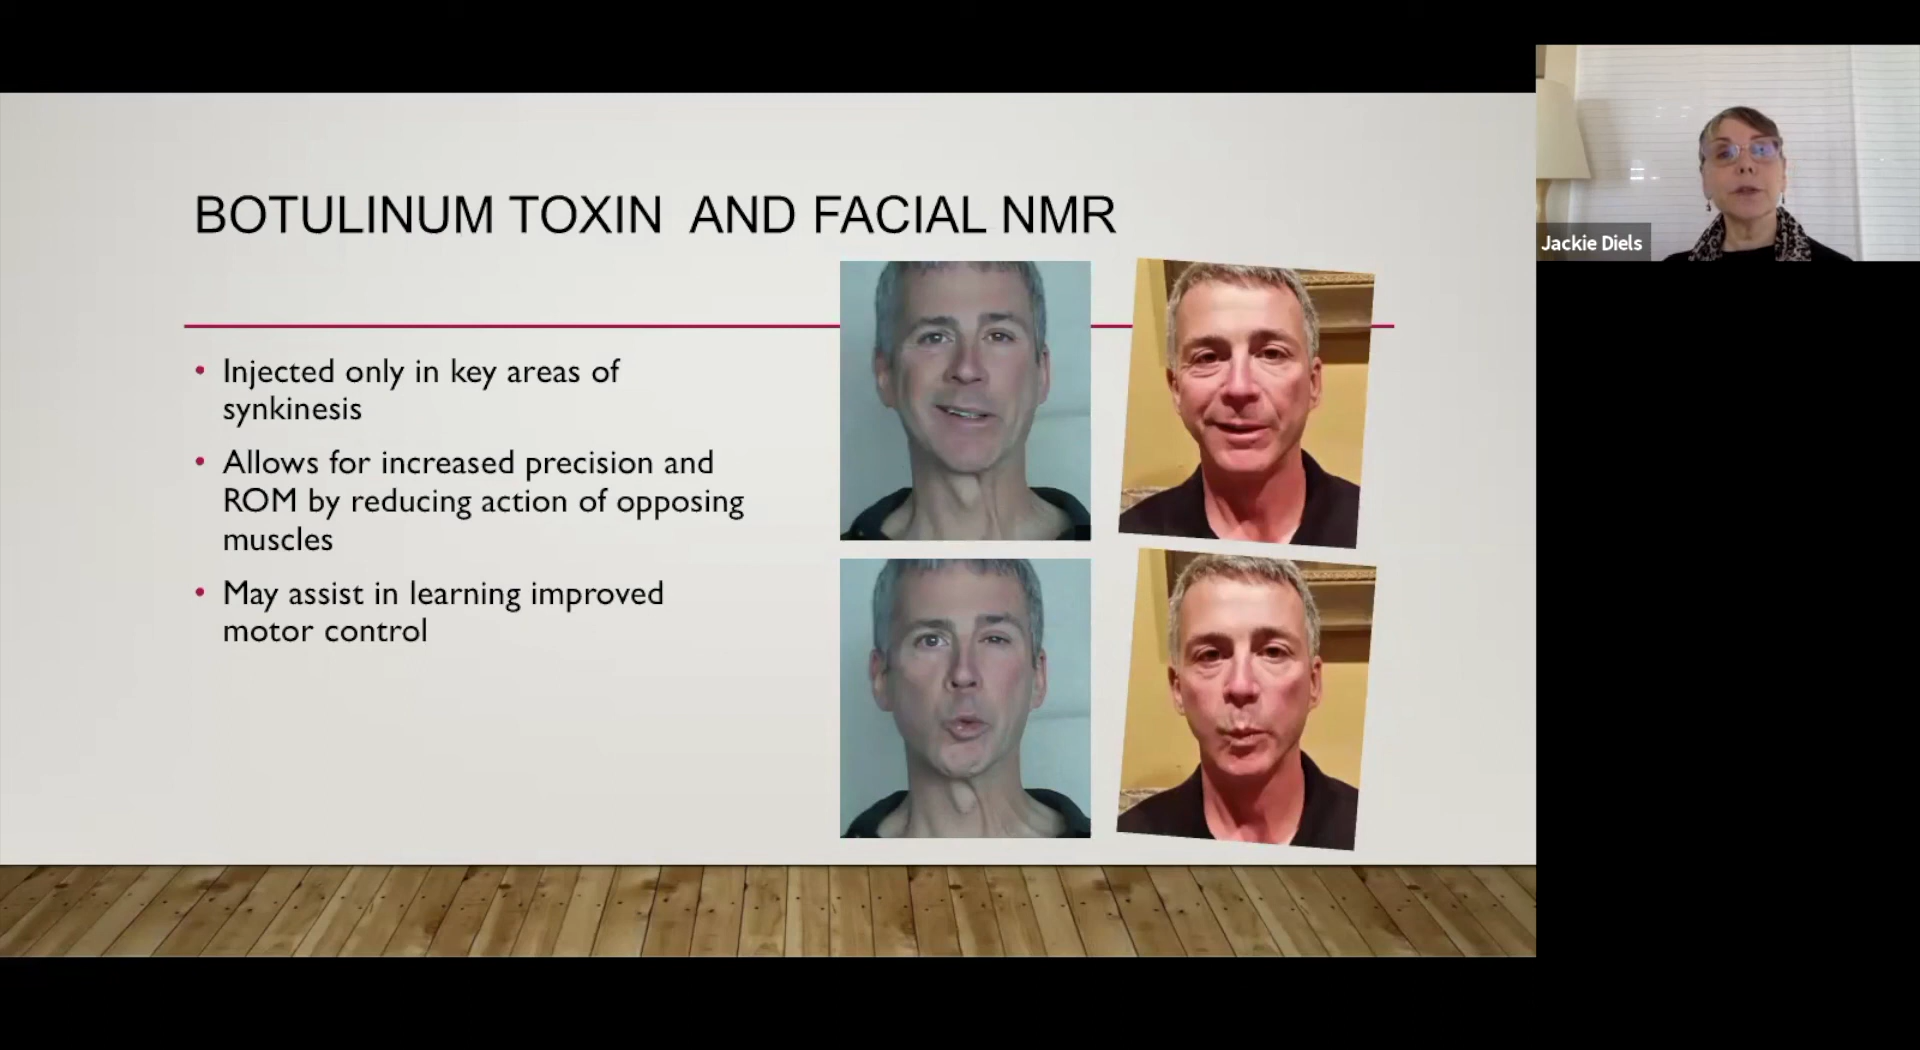 BOTULINUM TOXIN AND FACIAL NMR
• Injected only in key areas of
synkinesis
• Allows for increased precision and
ROM by reducing action of opposing
muscles
• May assist in learning improved
motor control
Jackie Diels